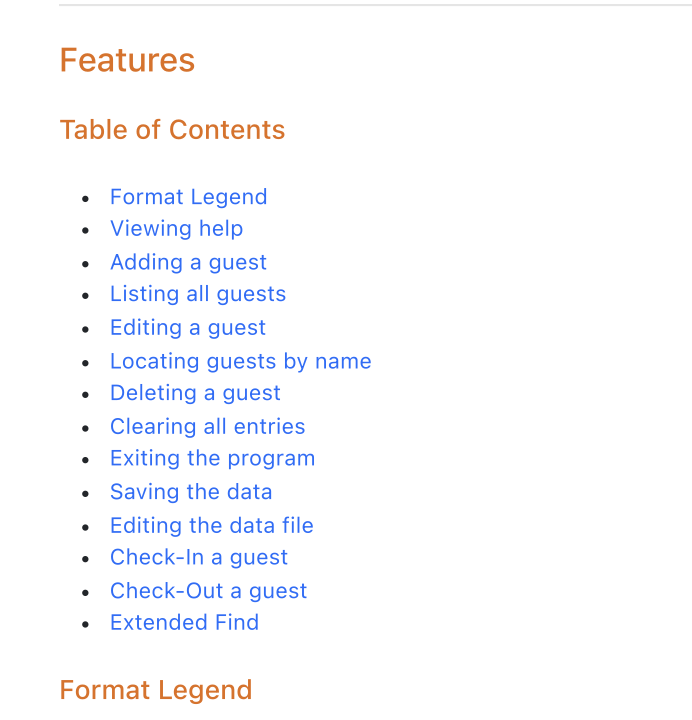 Features
Table of Contents
Format Legend
Viewing help
Adding a guest
Listing all guests
Editing a guest
Locating guests by name
Deleting a guest
Clearing all entries
Exiting the program
Saving the data
Editing the data file
Check-In a guest
Check-Out a guest
Extended Find
Format Legend